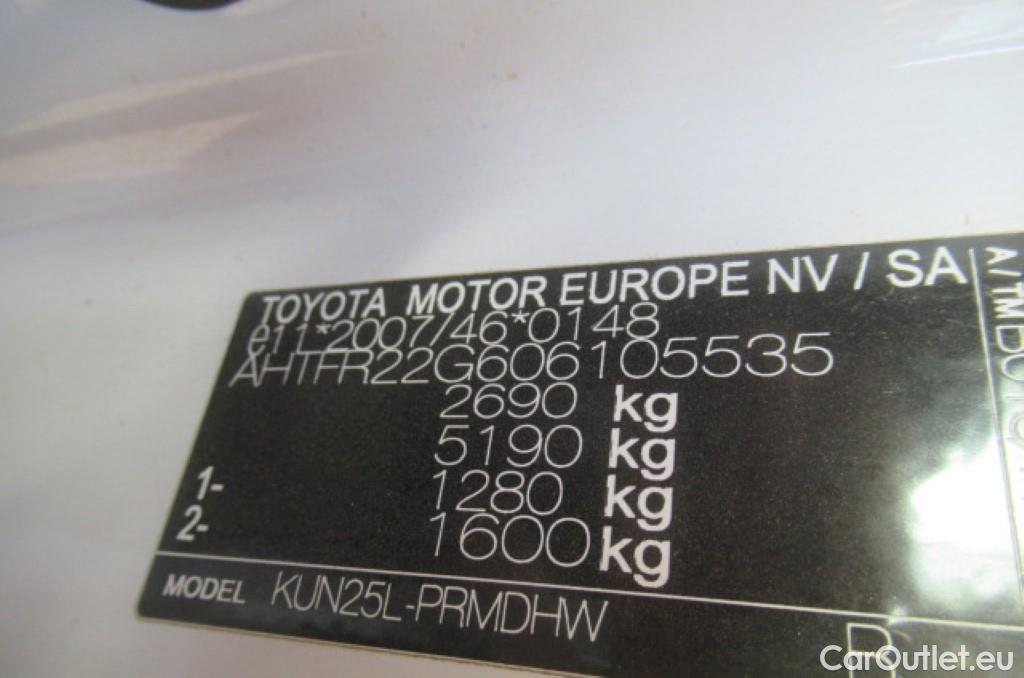 TOYOTA MOTOR EUROPE NV / SA
e11*2007/46*0148
AHTFR22G606105535
2690 kg
5190 kg
1- 1280 kg
2- 1600 kg
MODEL KUN25L-PRMDHW
A/TM
CarOutlet.eu